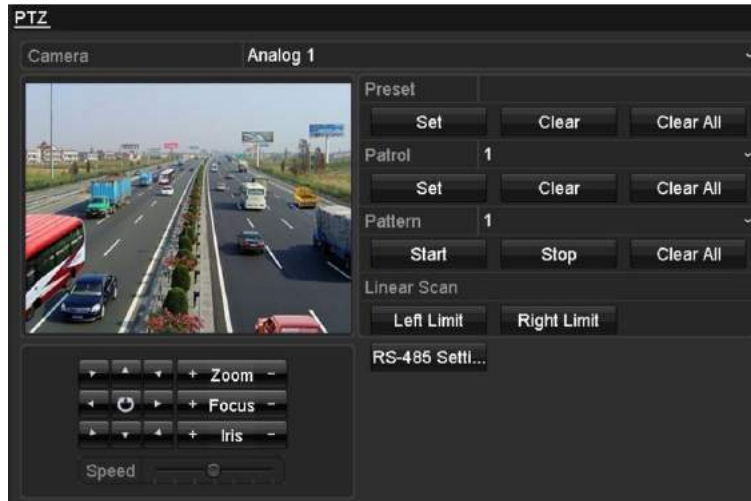 PTZ
Camera Analog 1
Preset
Set Clear Clear All
Patrol 1
Set Clear Clear All
Pattern 1
Start Stop Clear All
Linear Scan
Left Limit Right Limit
RS-485 Setti...
+ Zoom -
+ Focus -
+ Iris -
Speed